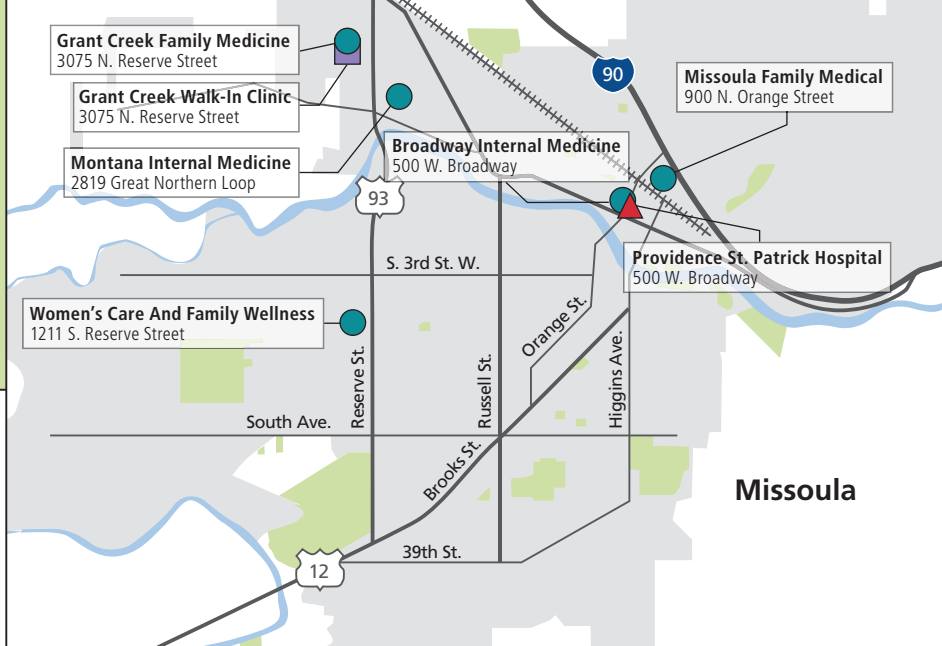 Grant Creek Family Medicine
3075 N. Reserve Street
90
Missoula Family Medical
900 N. Orange Street
Grant Creek Walk-In Clinic
3075 N. Reserve Street
Broadway Internal Medicine
500 W. Broadway
Montana Internal Medicine
2819 Great Northern Loop
93
Providence St. Patrick Hospital
500 W. Broadway
S. 3rd St. W.
Women’s Care And Family Wellness
1211 S. Reserve Street
Orange St.
Reserve St.
Russell St.
Higgins Ave.
South Ave.
Brooks St.
Missoula
39th St.
12